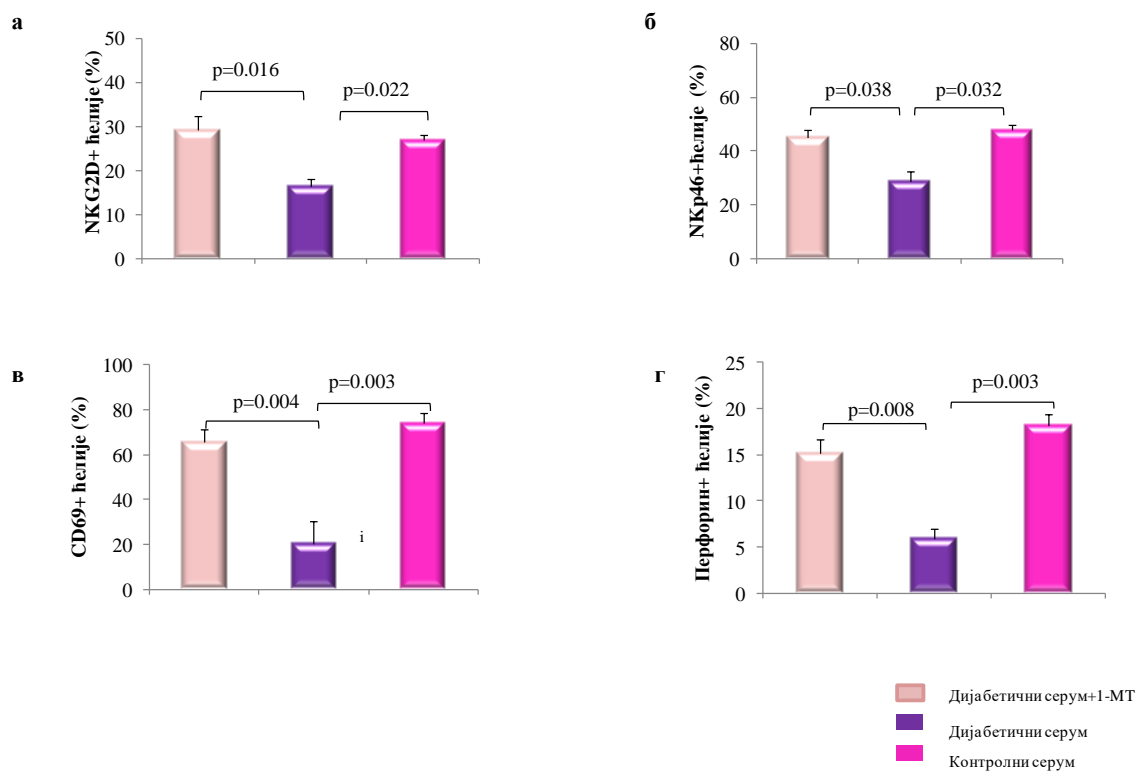 а
NKG2D+ ћелије (%)
50
40
30
20
10
0
p=0.016
p=0.022
б
NKp46+ћелије (%)
80
60
40
20
0
p=0.038
p=0.032
в
CD69+ ћелије (%)
100
80
60
40
20
0
p=0.004
p=0.003
i
г
Перфорин+ ћелије (%)
25
20
15
10
5
0
p=0.008
p=0.003
Дијабетични серум+1-МТ
Дијабетични серум
Контролни серум